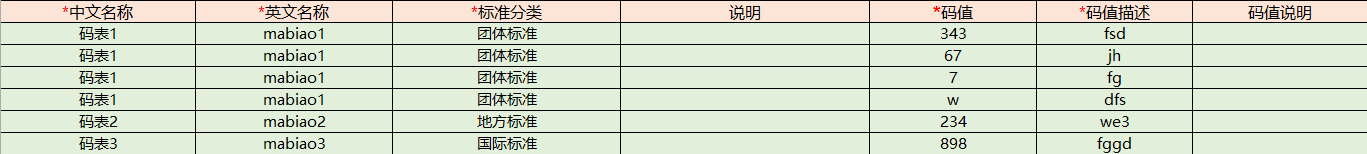 *中文名称 *英文名称 *标准分类 说明 *码值 *码值描述 码值说明
码表1 mabiao1 团体标准 343 fsd
码表1 mabiao1 团体标准 67 jh
码表1 mabiao1 团体标准 7 fg
码表1 mabiao1 团体标准 w dfs
码表2 mabiao2 地方标准 234 we3
码表3 mabiao3 国际标准 898 fggd